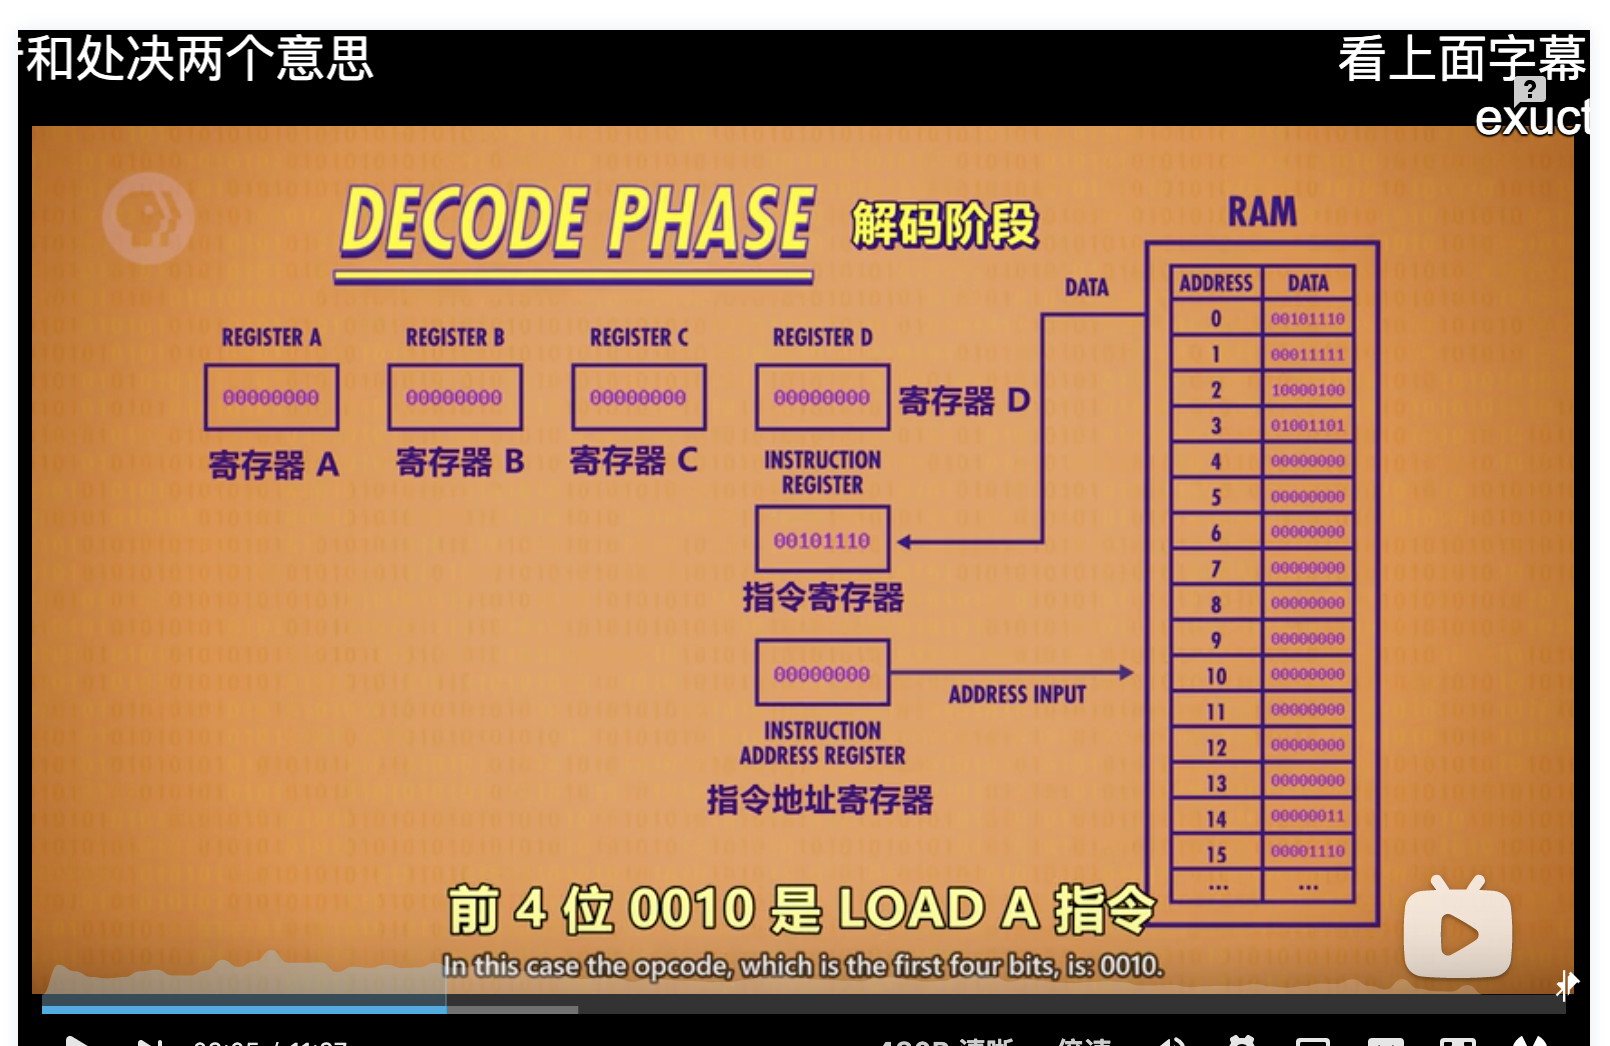 和处决两个意思
看上面字幕
?
exuct
DECODE PHASE 解码阶段
RAM
DATA
ADDRESS DATA
0 00101110
1 00011111
2 10000100
3 01001101
4 00000000
5 00000000
6 00000000
7 00000000
8 00000000
9 00000000
10 00000000
11 00000000
12 00000000
13 00000000
14 00000011
15 00001110
... ...
REGISTER A REGISTER B REGISTER C REGISTER D
00000000 00000000 00000000 00000000 寄存器 D
寄存器 A 寄存器 B 寄存器 C
INSTRUCTION
REGISTER
00101110
指令寄存器
00000000
ADDRESS INPUT
INSTRUCTION
ADDRESS REGISTER
指令地址寄存器
前 4 位 0010 是 LOAD A 指令
In this case the opcode, which is the first four bits, is: 0010.
480P 清晰 倍速